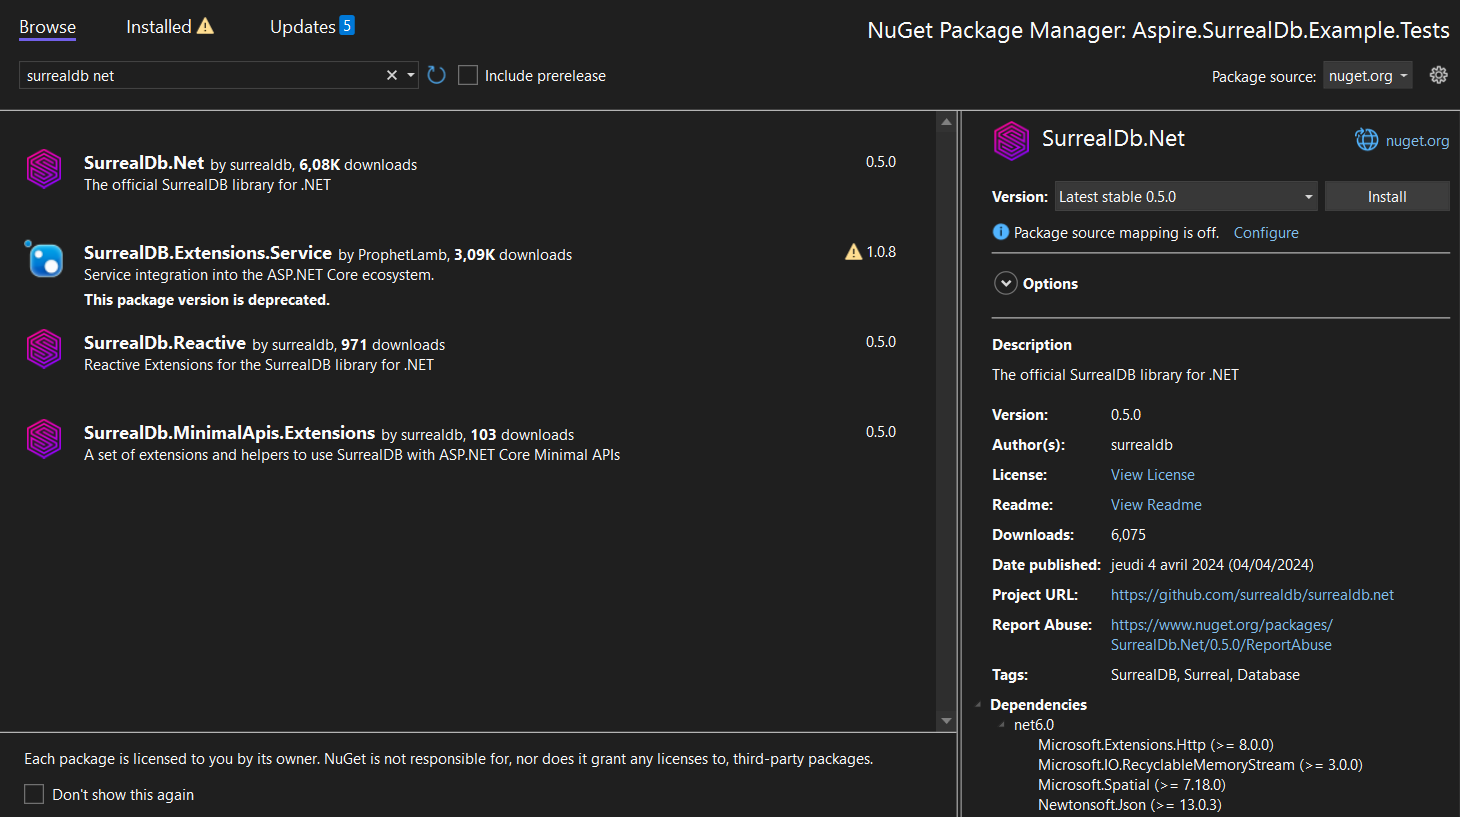 Browse
Installed
Updates 5
NuGet Package Manager: Aspire.SurrealDb.Example.Tests
surrealdb net
Include prerelease
Package source: nuget.org
SurrealDb.Net by surrealdb, 6,08K downloads
0.5.0
The official SurrealDB library for .NET
SurrealDB.Extensions.Service by ProphetLamb, 3,09K downloads
1.0.8
Service integration into the ASP.NET Core ecosystem.
This package version is deprecated.
SurrealDb.Reactive by surrealdb, 971 downloads
0.5.0
Reactive Extensions for the SurrealDB library for .NET
SurrealDb.MinimalApis.Extensions by surrealdb, 103 downloads
0.5.0
A set of extensions and helpers to use SurrealDB with ASP.NET Core Minimal APIs
Each package is licensed to you by its owner. NuGet is not responsible for, nor does it grant any licenses to, third-party packages.
Don't show this again
SurrealDb.Net
nuget.org
Version: Latest stable 0.5.0
Install
Package source mapping is off. Configure
Options
Description
The official SurrealDB library for .NET
Version: 0.5.0
Author(s): surrealdb
License: View License
Readme: View Readme
Downloads: 6,075
Date published: jeudi 4 avril 2024 (04/04/2024)
Project URL: https://github.com/surrealdb/surrealdb.net
Report Abuse: https://www.nuget.org/packages/
SurrealDb.Net/0.5.0/ReportAbuse
Tags: SurrealDB, Surreal, Database
Dependencies
net6.0
Microsoft.Extensions.Http (>= 8.0.0)
Microsoft.IO.RecyclableMemoryStream (>= 3.0.0)
Microsoft.Spatial (>= 7.18.0)
Newtonsoft.Json (>= 13.0.3)